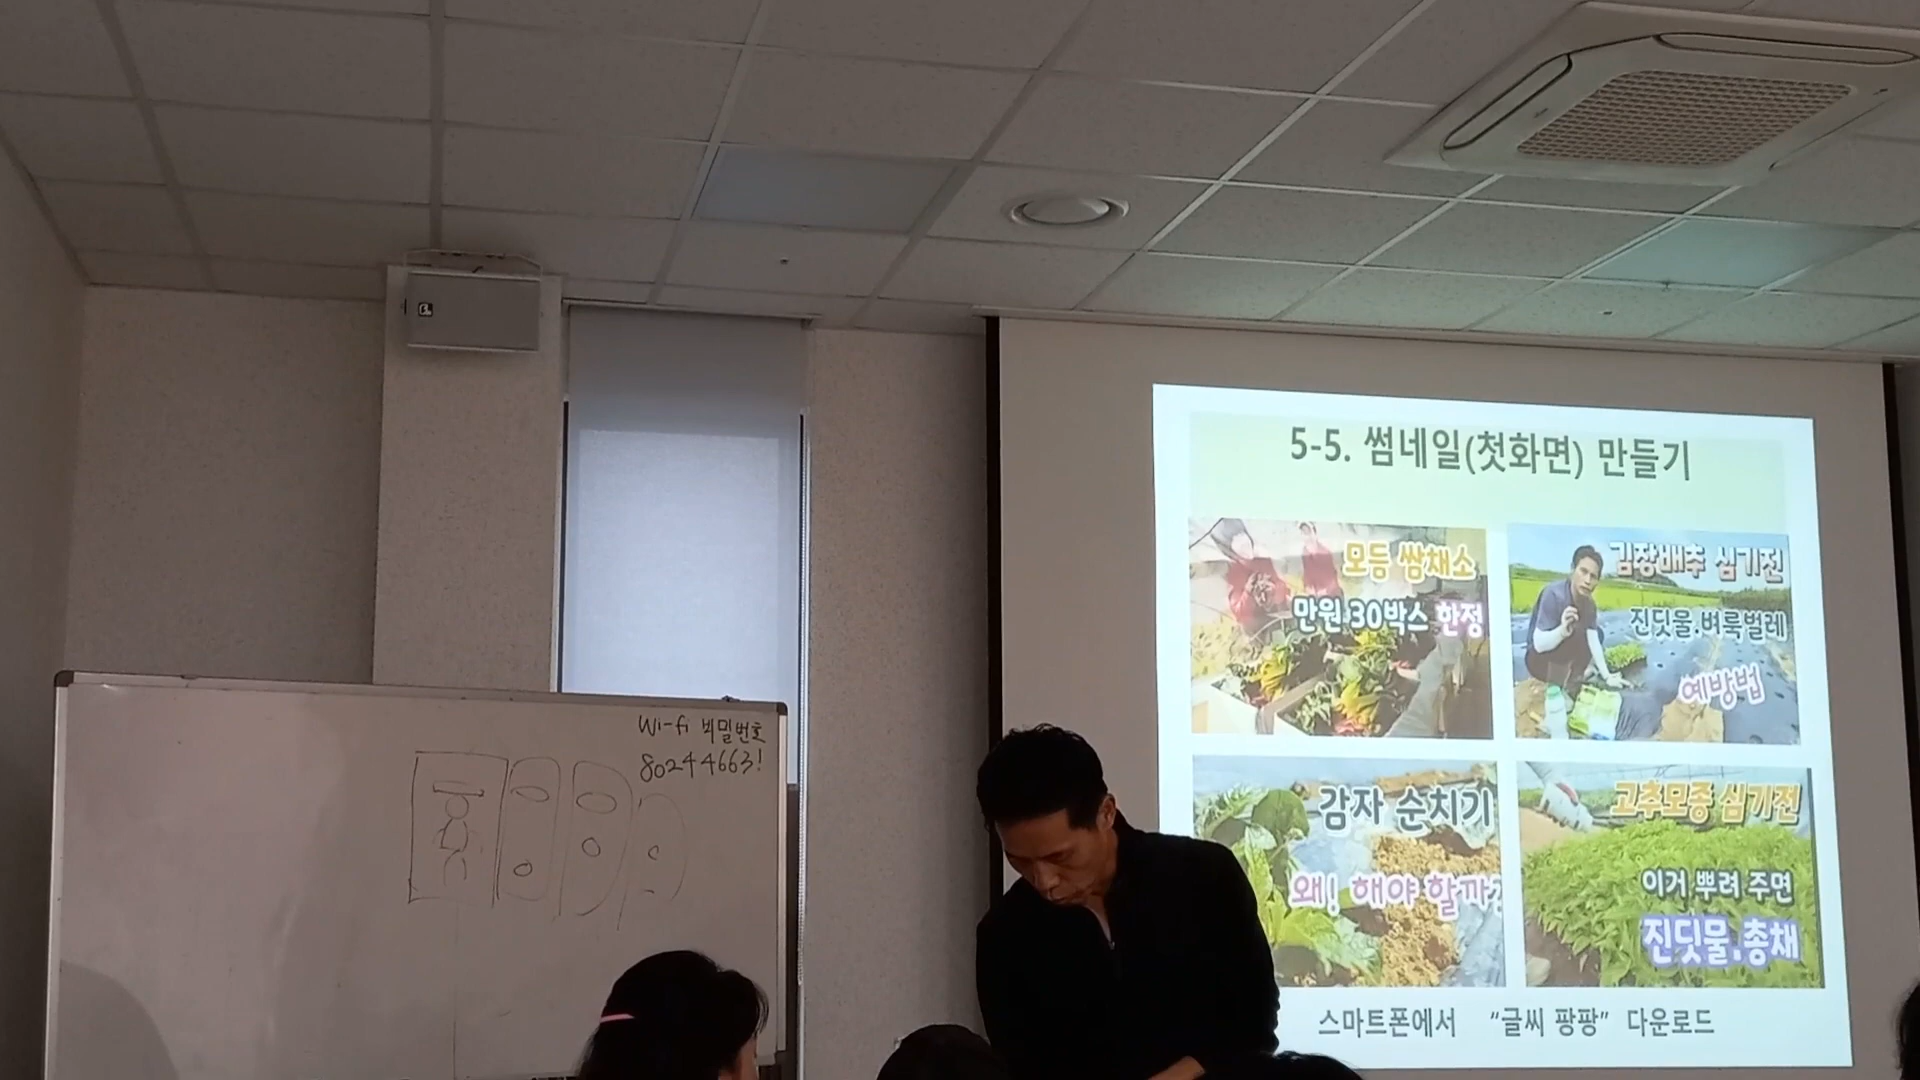 Wi-fi 비밀번호
80244663!
5-5. 썸네일(첫화면) 만들기
모듬 쌈채소
만원.30박스 한정
김장배추 심기전
진딧물.벼룩벌레
예방법
감자 순치기
왜! 해야 할까?
고추모종 심기전
이거 뿌려 주면
진딧물.총채
스마트폰에서 “글씨 팡팡” 다운로드